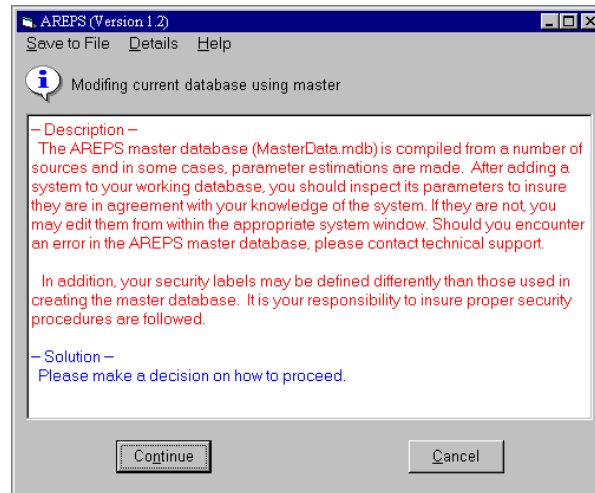 AREPS (Version 1.2)
Save to File Details Help
Modifing current database using master
– Description –
The AREPS master database (MasterData.mdb) is compiled from a number of
sources and in some cases, parameter estimations are made. After adding a
system to your working database, you should inspect its parameters to insure
they are in agreement with your knowledge of the system. If they are not, you
may edit them from within the appropriate system window. Should you encounter
an error in the AREPS master database, please contact technical support.
In addition, your security labels may be defined differently than those used in
creating the master database. It is your responsibility to insure proper security
procedures are followed.
– Solution –
Please make a decision on how to proceed.
Continue Cancel